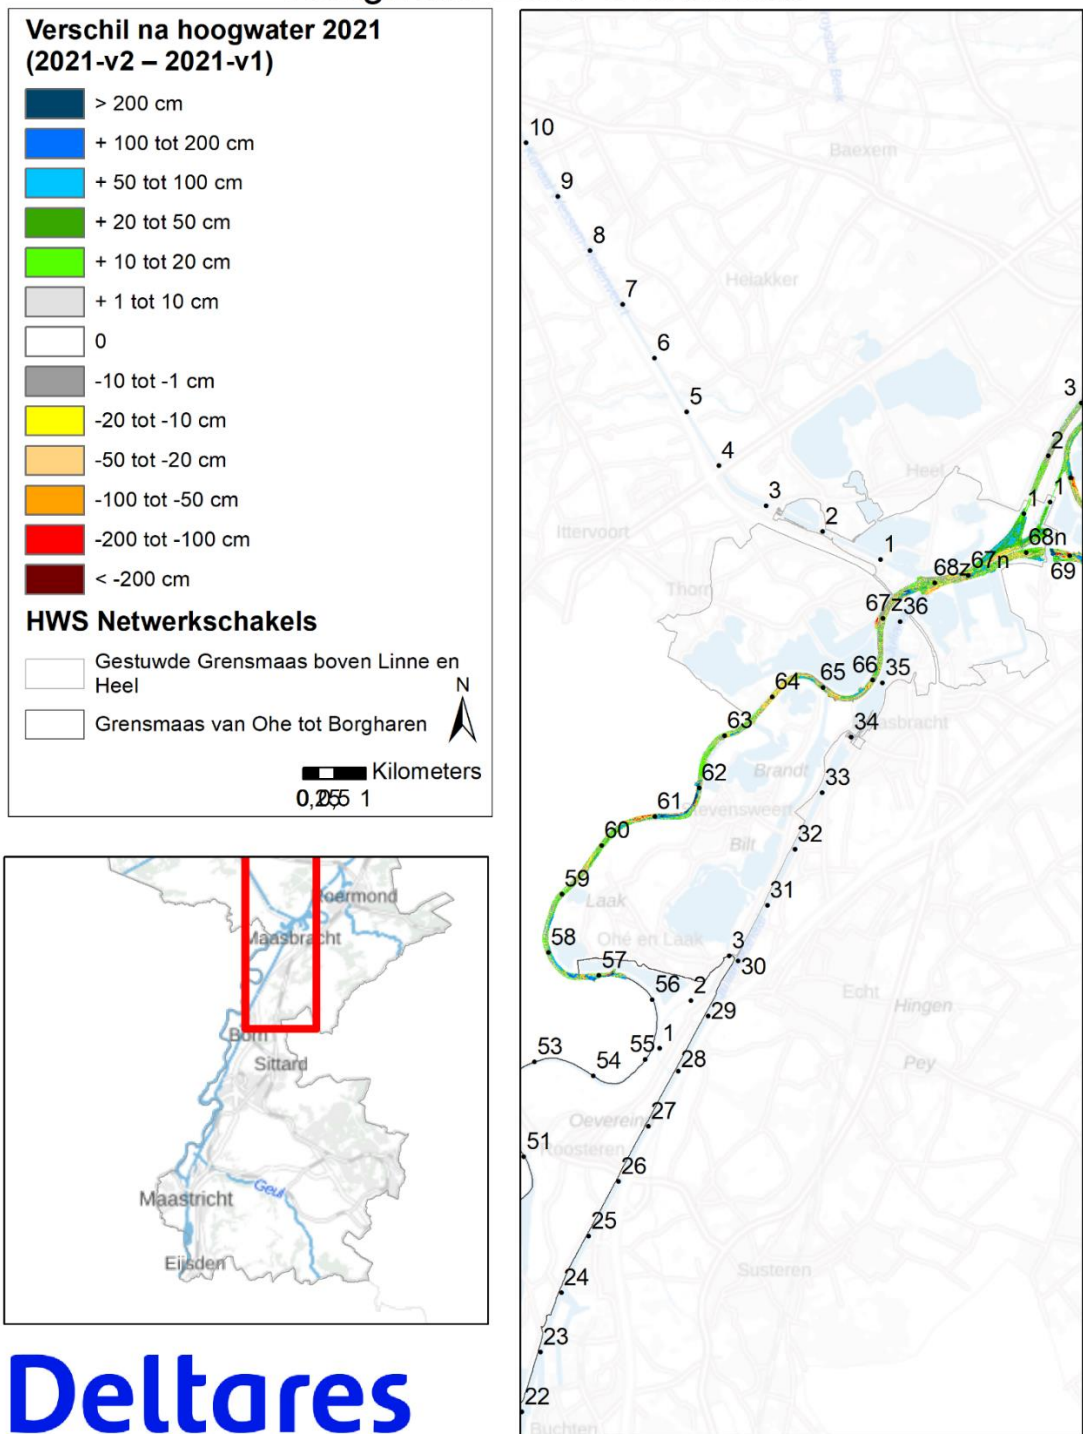 Verschil na hoogwater 2021
(2021-v2 – 2021-v1)
> 200 cm
+ 100 tot 200 cm
+ 50 tot 100 cm
+ 20 tot 50 cm
+ 10 tot 20 cm
+ 1 tot 10 cm
0
-10 tot -1 cm
-20 tot -10 cm
-50 tot -20 cm
-100 tot -50 cm
-200 tot -100 cm
< -200 cm
HWS Netwerkschakels
Gestuwde Grensmaas boven Linne en
Heel
Grensmaas van Ohe tot Borgharen
N
Kilometers
1
Roermond
Maasbracht
Born
Sittard
Maastricht
Geul
Eijsden
Deltares
10
Baexem
9
8
Heiakker
7
6
5
3
2
4
Heel
3
1
1
2
Ittervoort
1
68n
67n
69
68z
Thorn
67z
36
66
35
65
64
63
34
Brandt
62
33
61
Stevensweert
60
Bilt
32
59
Laak
31
58
Ohé en Laak
3
57
30
56
2
Echt
Hingen
29
1
55
53
54
28
Pey
Oeverein
27
51
Roosteren
26
25
Susteren
24
23
22
Buchten